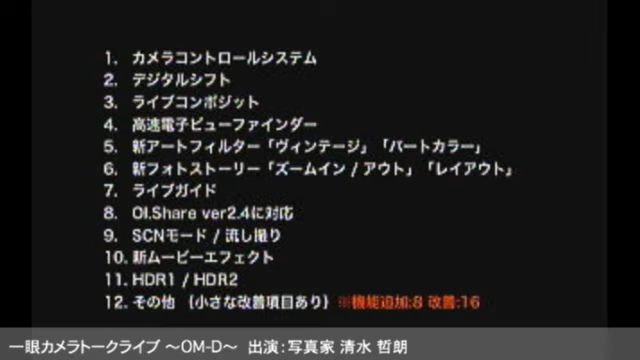 1. カメラコントロールシステム
2. デジタルシフト
3. ライブコンポジット
4. 高速電子ビューファインダー
5. 新アートフィルター「ヴィンテージ」「パートカラー」
6. 新フォトストーリー「ズームイン / アウト」「レイアウト」
7. ライブガイド
8. OI.Share ver2.4に対応
9. SCNモード / 流し撮り
10. 新ムービーエフェクト
11. HDR1 / HDR2
12. その他 (小さな改善項目あり) ※機能追加:8 改善:16
一眼カメラトークライブ ～OM-D～ 出演：写真家 清水 哲朗